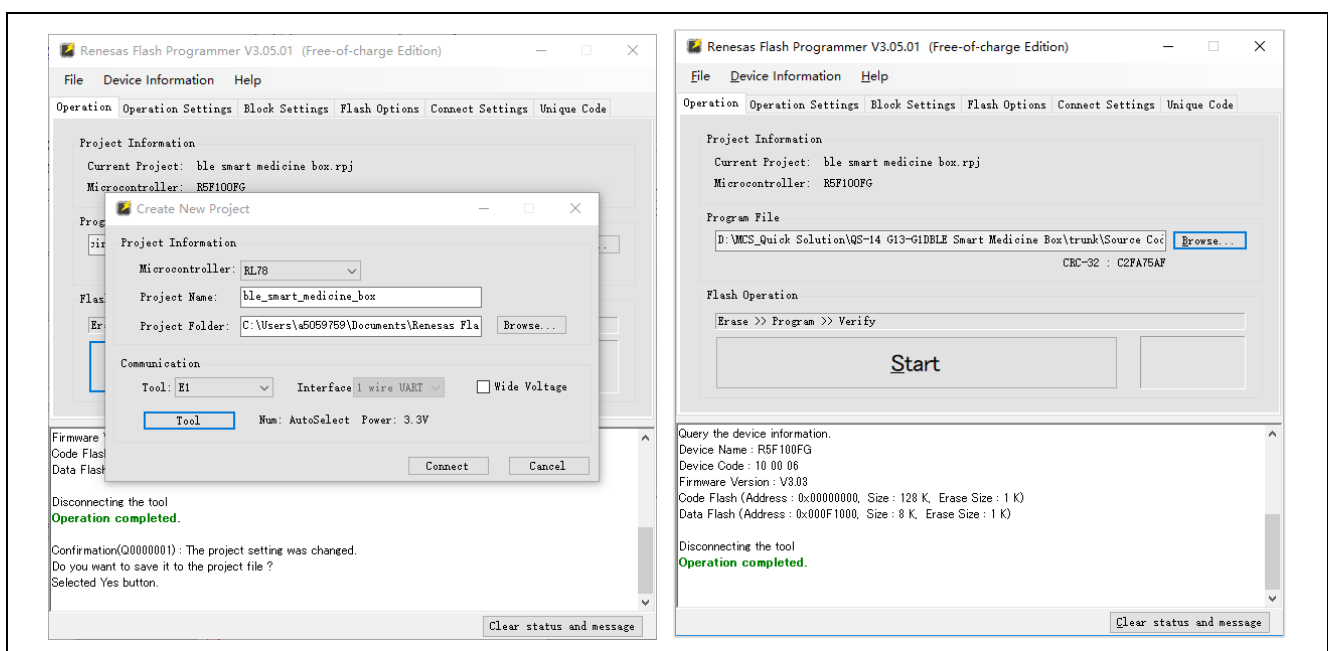 Renesas Flash Programmer V3.05.01 (Free-of-charge Edition)
File Device Information Help
Operation Operation Settings Block Settings Flash Options Connect Settings Unique Code
Project Information
Current Project: ble smart medicine box.rpj
Microcontroller: R5F100FG
Create New Project
Project Information
Microcontroller: RL78
Project Name: ble_smart_medicine_box
Project Folder: C:\Users\a5059759\Documents\Renesas Fla Browse...
Communication
Tool: E1 Interface 1 wire UART Wide Voltage
Tool Num: AutoSelect Power: 3.3V
Connect Cancel
Firmware
Code Flas
Data Flash
Disconnecting the tool
Operation completed.
Confirmation(Q0000001) : The project setting was changed.
Do you want to save it to the project file ?
Selected Yes button.
Clear status and message
Renesas Flash Programmer V3.05.01 (Free-of-charge Edition)
File Device Information Help
Operation Operation Settings Block Settings Flash Options Connect Settings Unique Code
Project Information
Current Project: ble smart medicine box.rpj
Microcontroller: R5F100FG
Program File
D:\MCS_Quick Solution\QS-14 G13-G1DBLE Smart Medicine Box\trunk\Source Coc Browse...
CRC-32 : C2FA75AF
Flash Operation
Erase >> Program >> Verify
Start
Query the device information.
Device Name : R5F100FG
Device Code : 10 00 06
Firmware Version : V3.03
Code Flash (Address : 0x00000000, Size : 128 K, Erase Size : 1 K)
Data Flash (Address : 0x000F1000, Size : 8 K, Erase Size : 1 K)
Disconnecting the tool
Operation completed.
Clear status and message